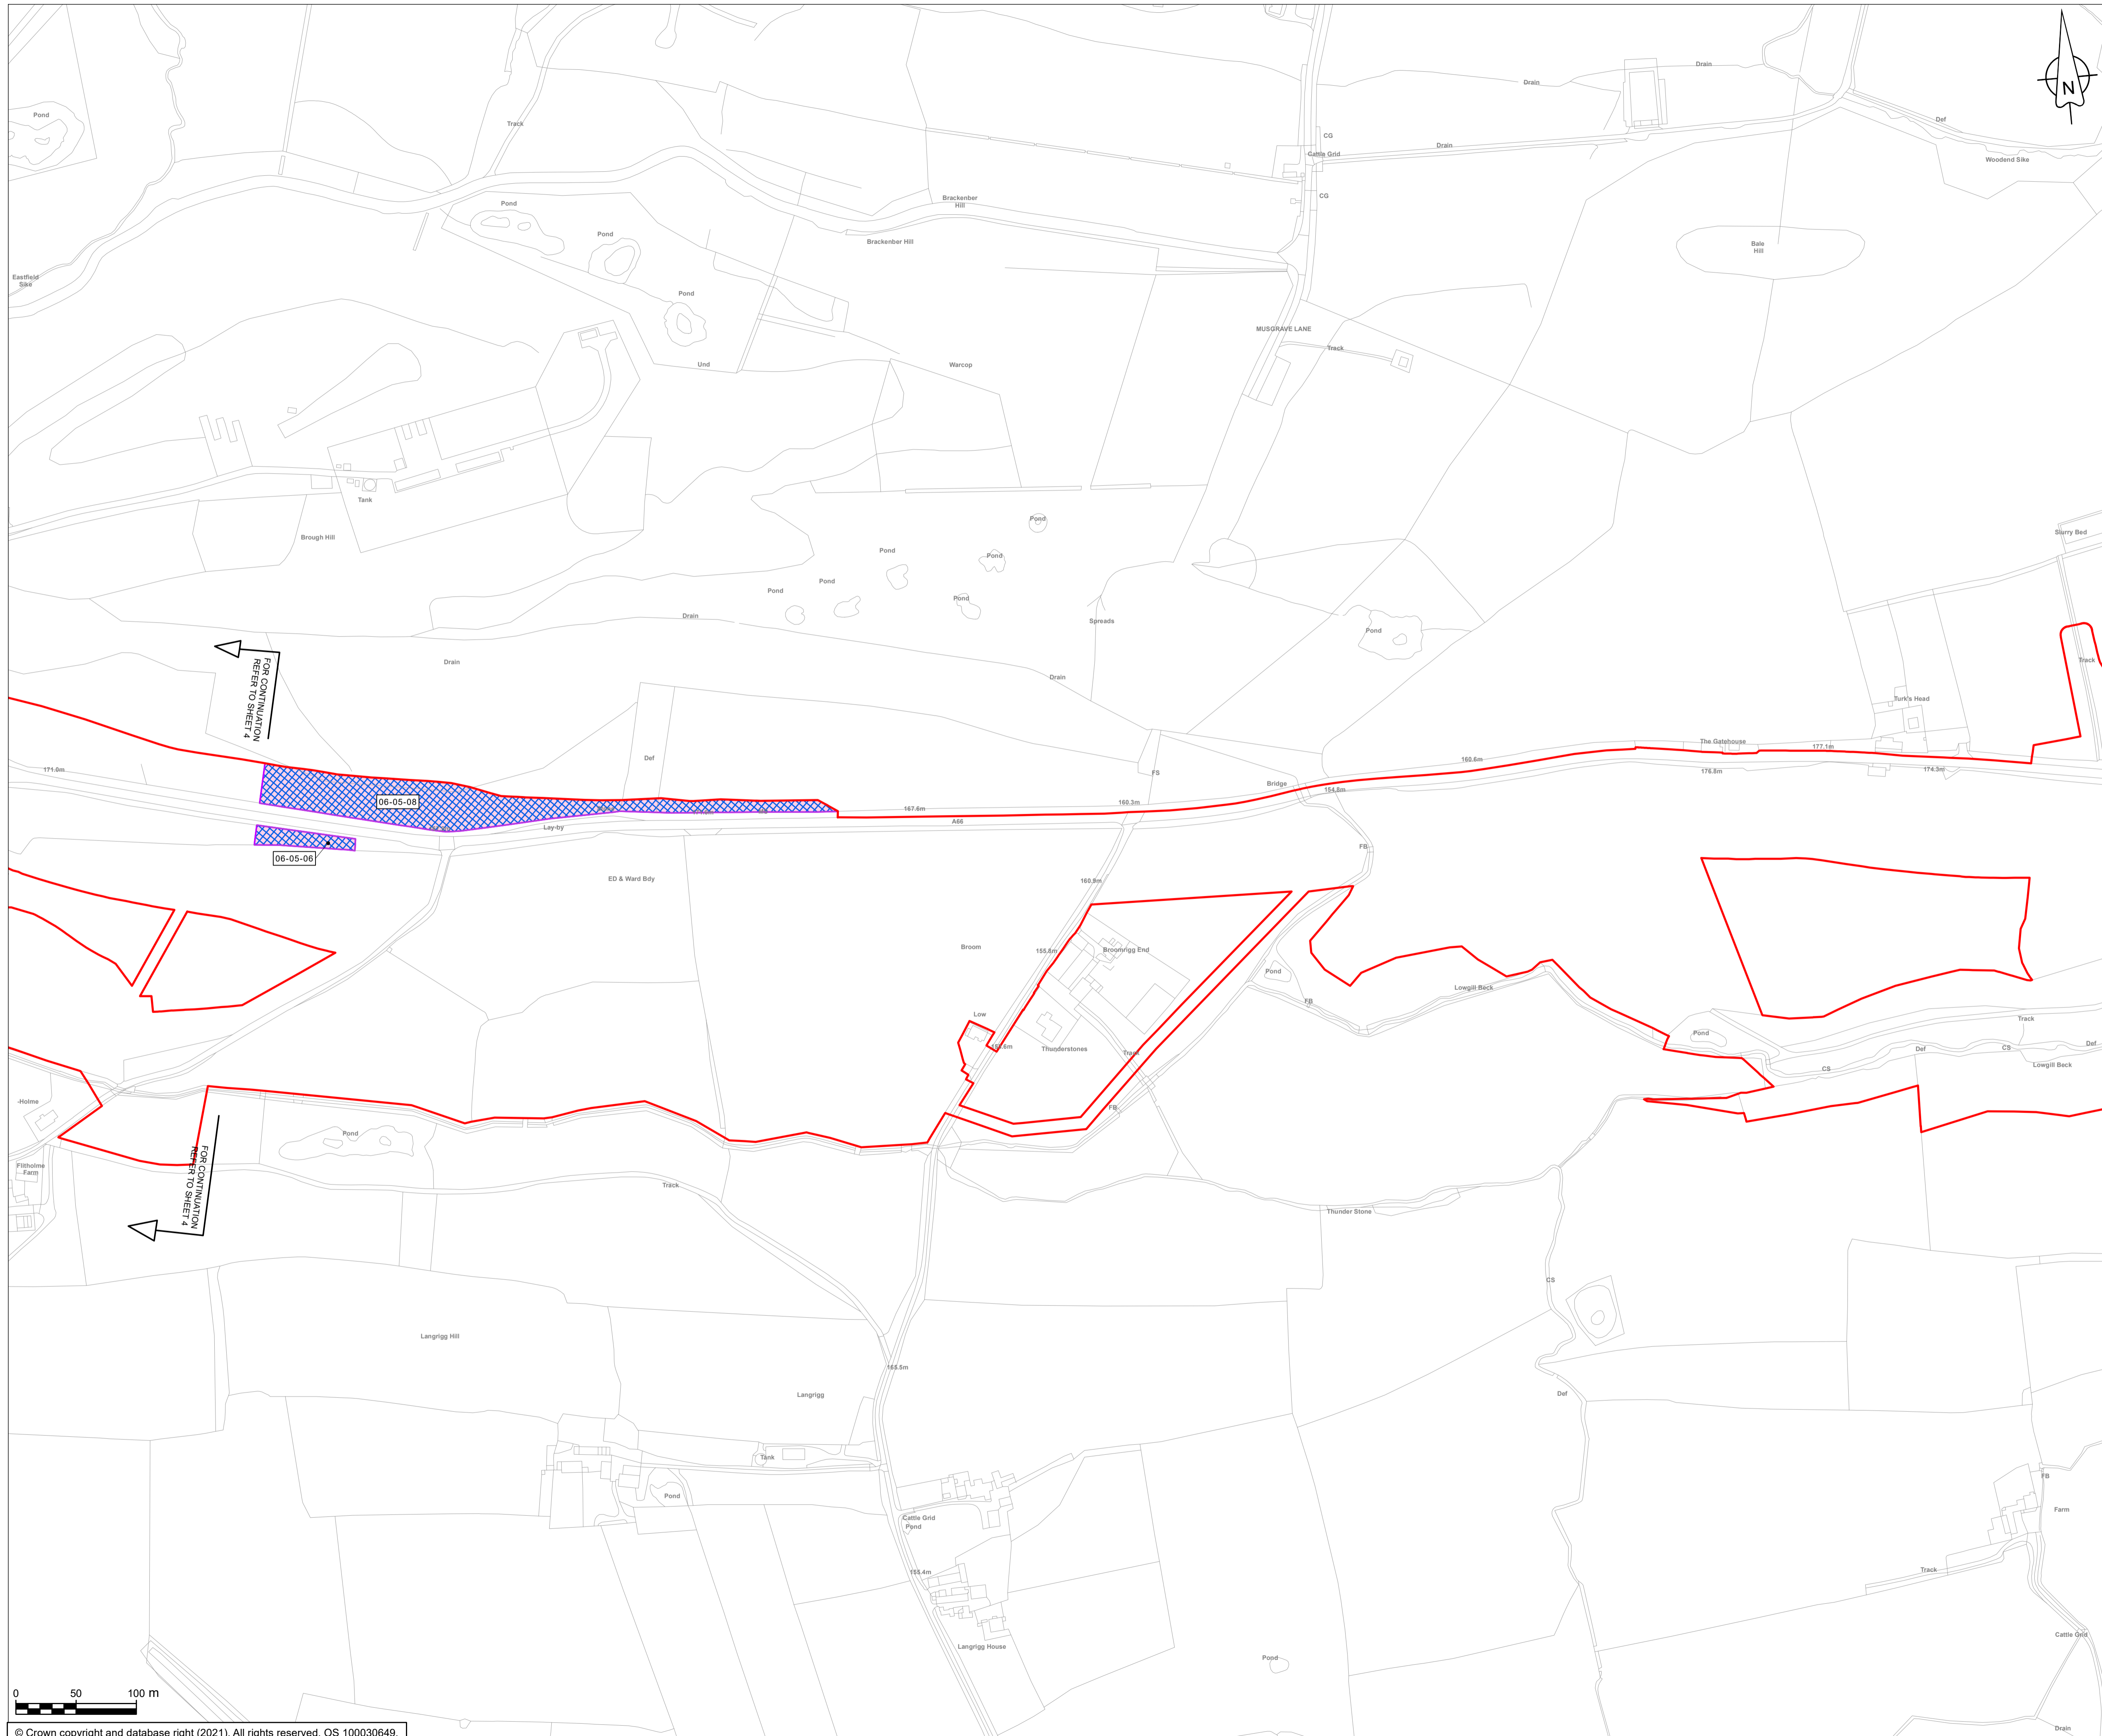 Drain
Drain
N
Pond
Def
Track
CG
Cattle Grid
Drain
Woodend Sike
CG
Pond
Brackenber
Hill
Pond
Brackenber Hill
Bale
Hill
Eastfield
Sike
Pond
MUSGRAVE LANE
Track
Und
Warcop
Tank
Pond
Slurry Bed
Brough Hill
Pond
Pond
Pond
Pond
Pond
Drain
Spreads
Pond
Drain
Track
FOR CONTINUATION
REFER TO SHEET 4
Drain
Turk's Head
The Gatehouse
177.1m
Def
160.6m
171.0m
FS
176.5m
174.3m
Bridge
154.8m
06-05-08
167.6m
160.3m
A66
Lay-by
FB
06-05-06
ED & Ward Bdy
160.9m
Broom
155.8m
Broomrigg End
Pond
Lowgill Beck
FB
Low
Track
Pond
Thunderstones
Track
Def
CS
Def
CS
Lowgill Beck
-Holme
FB
Pond
FOR CONTINUATION
REFER TO SHEET 4
Flitholme
Farm
Track
Thunder Stone
CS
Langrigg Hill
165.5m
Langrigg
Def
Tank
FB
Pond
Farm
Cattle Grid
Pond
155.4m
Track
Langrigg House
Cattle Grid
Pond
0 50 100 m
Drain
© Crown copyright and database right (2021). All rights reserved. OS 100030649.